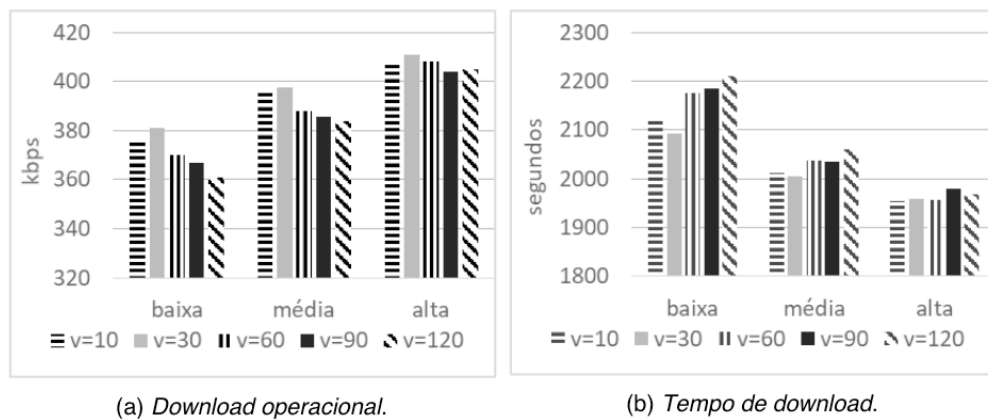 420
400
380
360
340
320
kbps
baixa média alta
v=10 v=30 v=60 v=90 v=120
(a) Download operacional.
2300
2200
2100
2000
1900
1800
segundos
baixa média alta
v=10 v=30 v=60 v=90 v=120
(b) Tempo de download.